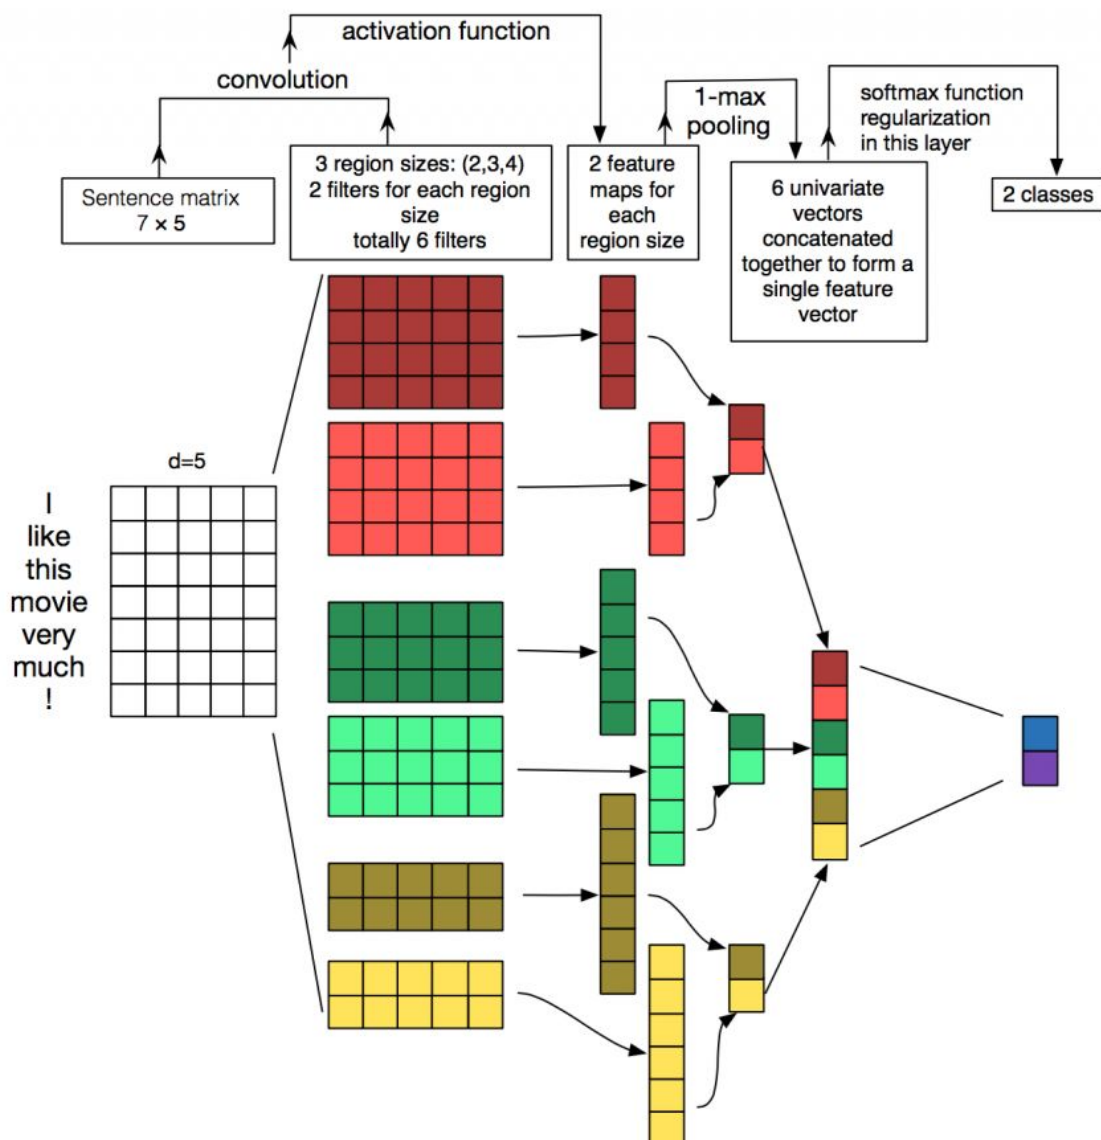 activation function
convolution
1-max
pooling
softmax function
regularization
in this layer
Sentence matrix
7 × 5
3 region sizes: (2,3,4)
2 filters for each region
size
totally 6 filters
2 feature
maps for
each
region size
6 univariate
vectors
concatenated
together to form a
single feature
vector
2 classes
d=5
I
like
this
movie
very
much
!